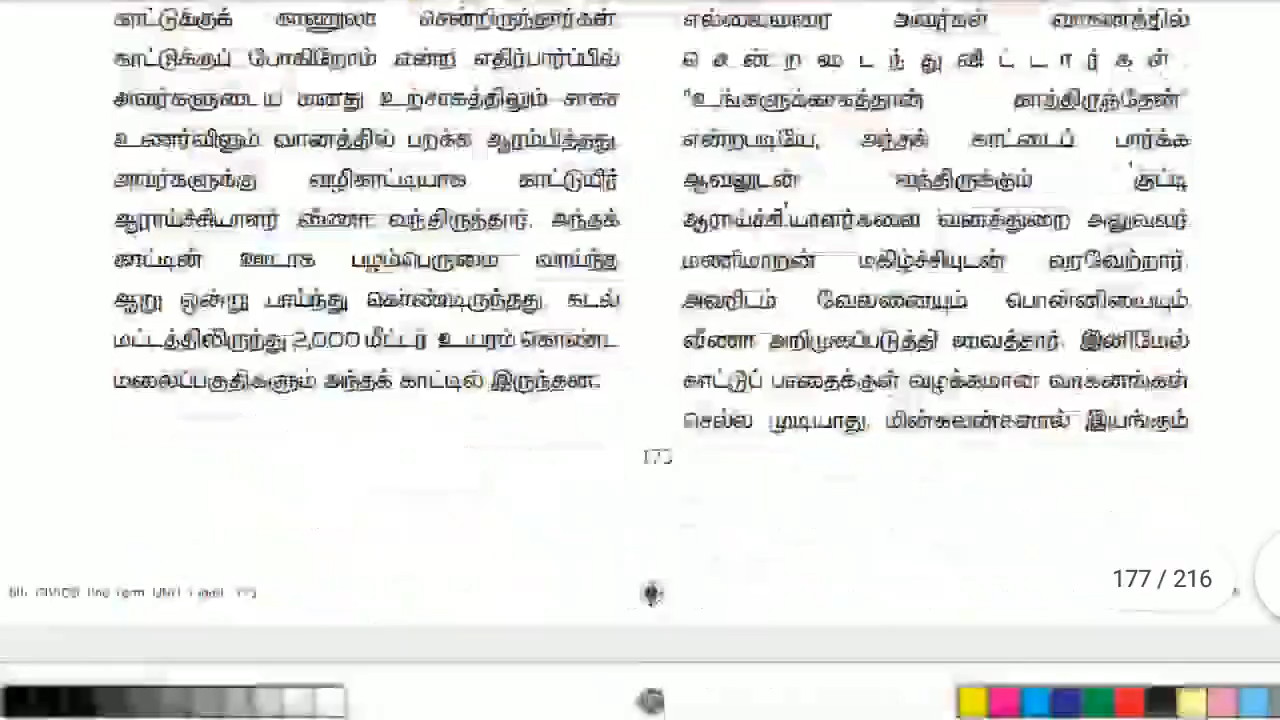 காட்டுக்குக் காணுலா சென்றிருந்தார்கள்.
காட்டுக்குப் போகிறோம் என்ற எதிர்பார்ப்பில்
அவர்களுடைய மனது உற்சாகத்திலும் சாகச
உணர்விலும் வானத்தில் பறக்க ஆரம்பித்தது.
அவர்களுக்கு வழிகாட்டியாக காட்டுயிர்
ஆராய்ச்சியாளர் வீணா வந்திருந்தார். அந்தக்
காட்டின் ஊடாக பழம்பெருமை வாய்ந்த
ஆறு ஒன்று பாய்ந்து கொண்டிருந்தது. கடல்
மட்டத்திலிருந்து 2,000 மீட்டர் உயரம் கொண்ட
மலைப்பகுதிகளும் அந்தக் காட்டில் இருந்தன.
எல்லைவரை அவர்கள் வாகனத்தில்
சென்றடைந்துவிட்டார்கள்.
"உங்களுக்காகத்தான் காத்திருந்தேன்"
என்றபடியே, அந்தக் காட்டைப் பார்க்க
ஆவலுடன் வந்திருக்கும் 'குட்டி
ஆராய்ச்சியாளர்களை' வனத்துறை அலுவலர்
மணிமாறன் மகிழ்ச்சியுடன் வரவேற்றார்.
அவரிடம் வேலனையும் பொன்னியையும்
வீணா அறிமுகப்படுத்தி வைத்தார். இனிமேல்
காட்டுப் பாதைக்குள் வழக்கமான வாகனங்கள்
செல்ல முடியாது. மின்கலன்களால் இயங்கும்
173
177 / 216